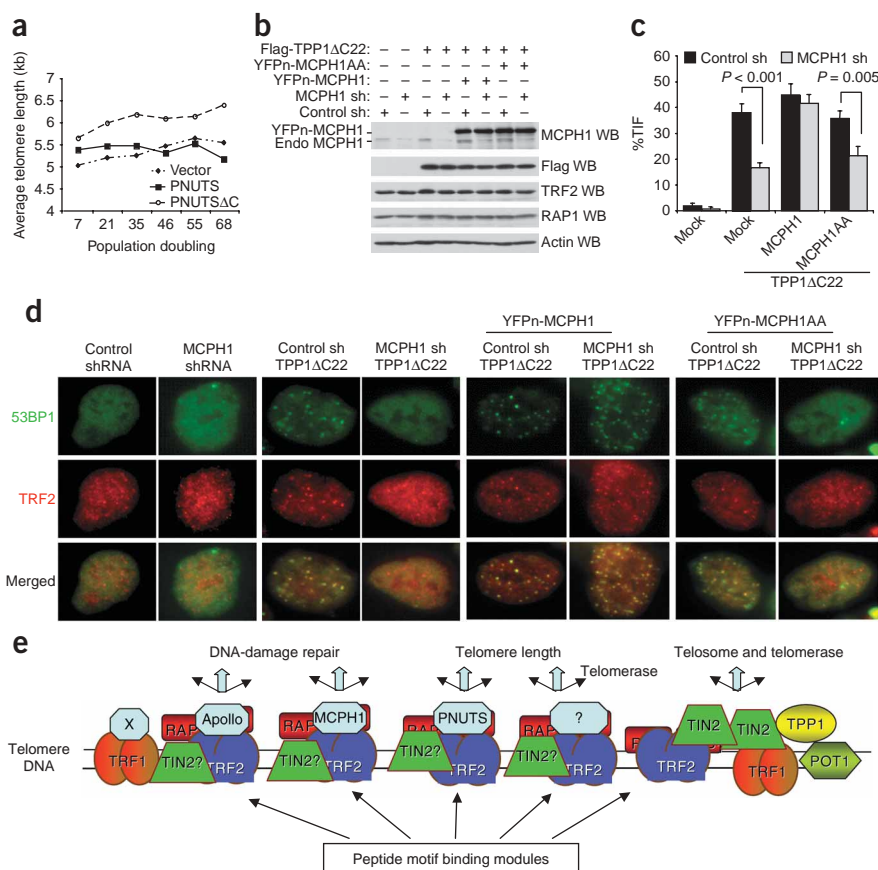 a
Average telomere length (kb)
7
6.5
6
5.5
5
4.5
4
7 21 35 46 55 68
Population doubling
Vector
PNUTS
PNUTSΔC
b
Flag-TPP1ΔC22: – – + + + + + +
YFPn-MCPH1AA: – – – – – – + +
YFPn-MCPH1: – – – – + + – –
MCPH1 sh: – + – + – + – +
Control sh: + – + – + – + –
YFPn-MCPH1
Endo MCPH1
MCPH1 WB
Flag WB
TRF2 WB
RAP1 WB
Actin WB
c
Control sh MCPH1 sh
P < 0.001 P = 0.005
%TIF
60
50
40
30
20
10
0
Mock Mock MCPH1 MCPH1AA
TPP1ΔC22
d
YFPn-MCPH1 YFPn-MCPH1AA
Control shRNA
MCPH1 shRNA
Control sh TPP1ΔC22
MCPH1 sh TPP1ΔC22
Control sh TPP1ΔC22
MCPH1 sh TPP1ΔC22
Control sh TPP1ΔC22
MCPH1 sh TPP1ΔC22
53BP1
TRF2
Merged
e
DNA-damage repair Telomere length Telomerase Telosome and telomerase
Telomere DNA
X TRF1
RAP Apollo TIN2? TRF2
RAP MCPH1 TIN2? TRF2
RAP PNUTS TIN2? TRF2
RAP ? TIN2? TRF2
TIN2 TIN2 TPP1
TRF2 TRF1 POT1
Peptide motif binding modules